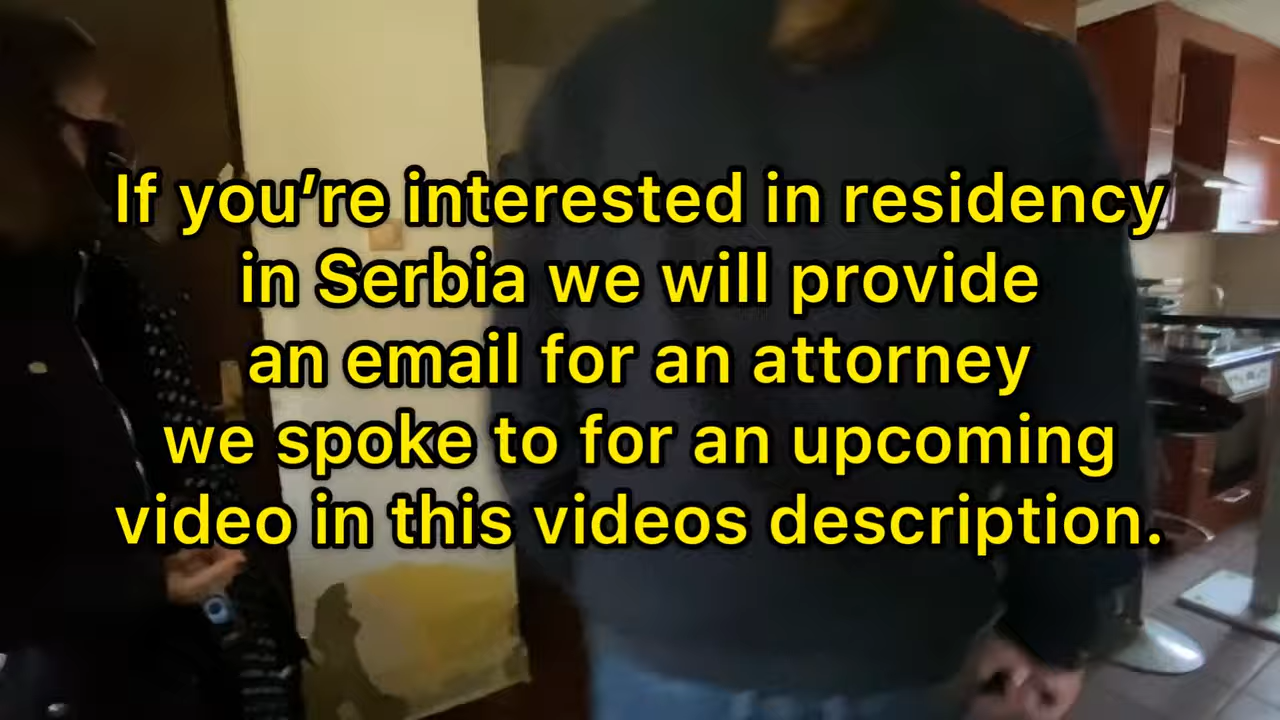 If you’re interested in residency
in Serbia we will provide
an email for an attorney
we spoke to for an upcoming
video in this videos description.